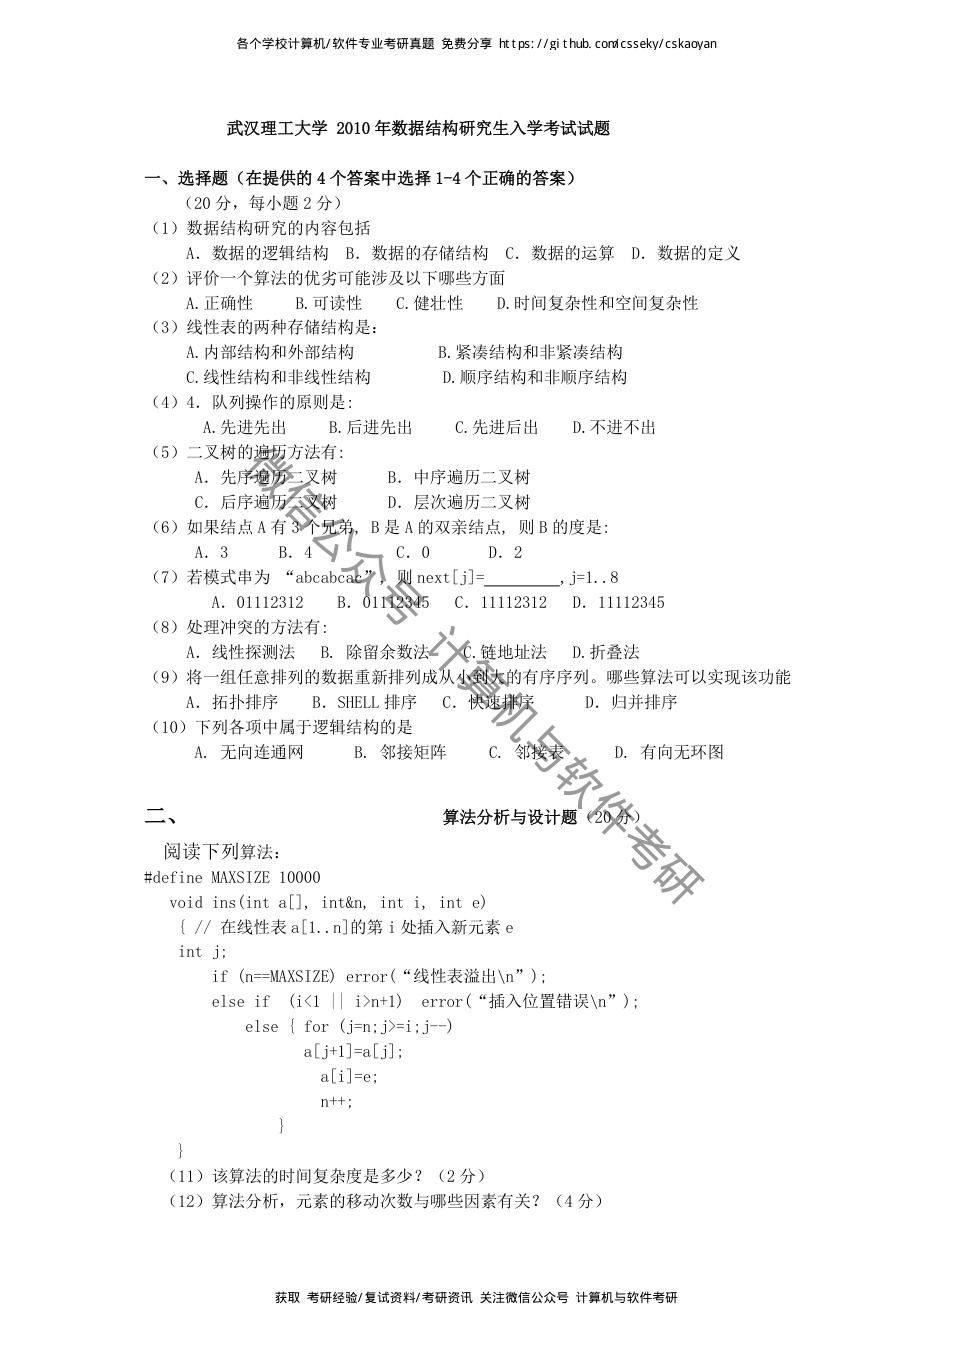 各个学校计算机/软件专业考研真题 免费分享 https://github.com/csseky/cskaoyan
武汉理工大学 2010 年数据结构研究生入学考试试题
一、选择题（在提供的 4 个答案中选择 1-4 个正确的答案）
（20 分，每小题 2 分）
（1）数据结构研究的内容包括
A．数据的逻辑结构 B．数据的存储结构 C．数据的运算 D．数据的定义
（2）评价一个算法的优劣可能涉及以下哪些方面
A.正确性 B.可读性 C.健壮性 D.时间复杂性和空间复杂性
（3）线性表的两种存储结构是：
A.内部结构和外部结构 B.紧凑结构和非紧凑结构
C.线性结构和非线性结构 D.顺序结构和非顺序结构
（4）4．队列操作的原则是：
A.先进先出 B.后进先出 C.先进后出 D.不进不出
（5）二叉树的遍历方法有：
A．先序遍历二叉树 B．中序遍历二叉树
C．后序遍历二叉树 D．层次遍历二叉树
（6）如果结点 A 有 3 个兄弟，B 是 A 的双亲结点，则 B 的度是：
A．3 B．4 C．0 D．2
（7）若模式串为 “abcabcac”，则 next[j]=_________,j=1..8
A．01112312 B．01112345 C．11112312 D．11112345
（8）处理冲突的方法有：
A．线性探测法 B. 除留余数法 C.链地址法 D.折叠法
（9）将一组任意排列的数据重新排列成从小到大的有序序列。哪些算法可以实现该功能
A．拓扑排序 B．SHELL 排序 C．快速排序 D．归并排序
（10）下列各项中属于逻辑结构的是
A. 无向连通网 B. 邻接矩阵 C. 邻接表 D. 有向无环图
二、 算法分析与设计题（20 分）
阅读下列算法：
#define MAXSIZE 10000
void ins(int a[], int&n, int i, int e)
{ // 在线性表 a[1..n]的第 i 处插入新元素 e
int j;
if (n==MAXSIZE) error(“线性表溢出\n”);
else if (i<1 || i>n+1) error(“插入位置错误\n”);
else { for (j=n;j>=i;j--)
a[j+1]=a[j];
a[i]=e;
n++;
}
}
（11）该算法的时间复杂度是多少？（2 分）
（12）算法分析，元素的移动次数与哪些因素有关？（4 分）
微信公众号 计算机与软件考研
获取 考研经验/复试资料/考研资讯 关注微信公众号 计算机与软件考研